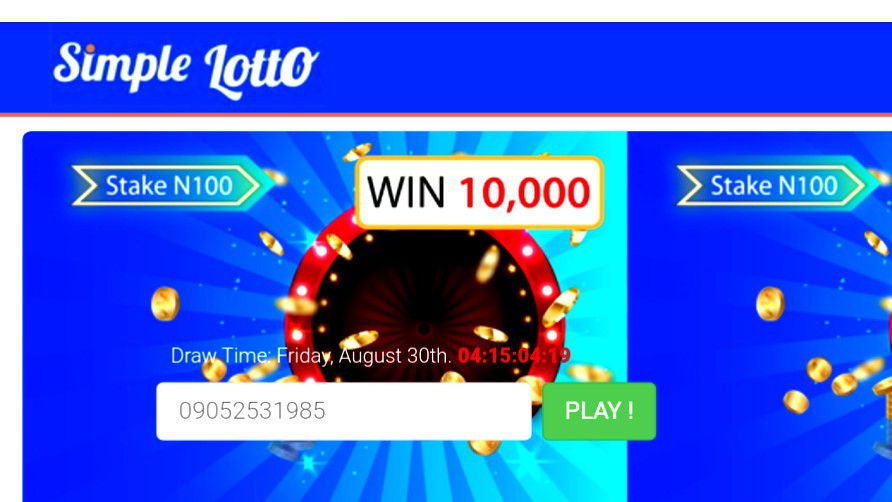 Simple Lotto
Stake N100
WIN 10,000
Stake N100
Draw Time: Friday, August 30th. 04:15:04:19
09052531985
PLAY !